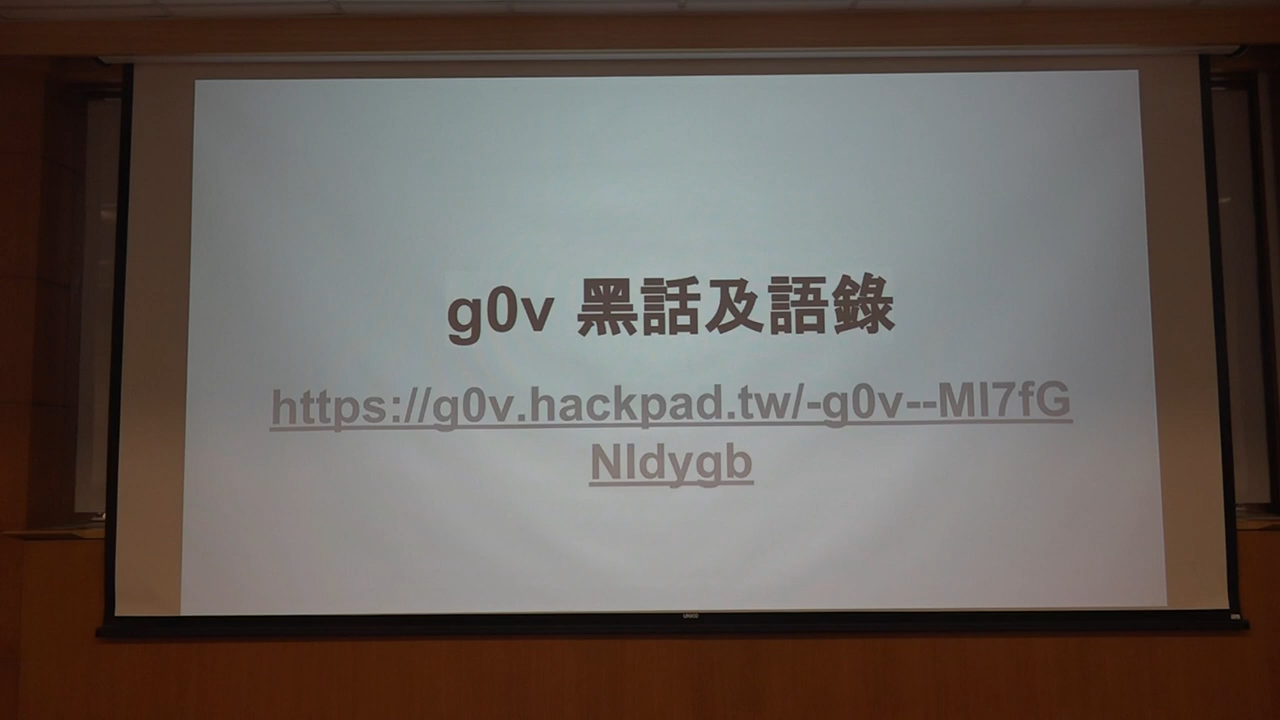 g0v 黑話及語錄
https://g0v.hackpad.tw/-g0v--MI7fG
NIdygb